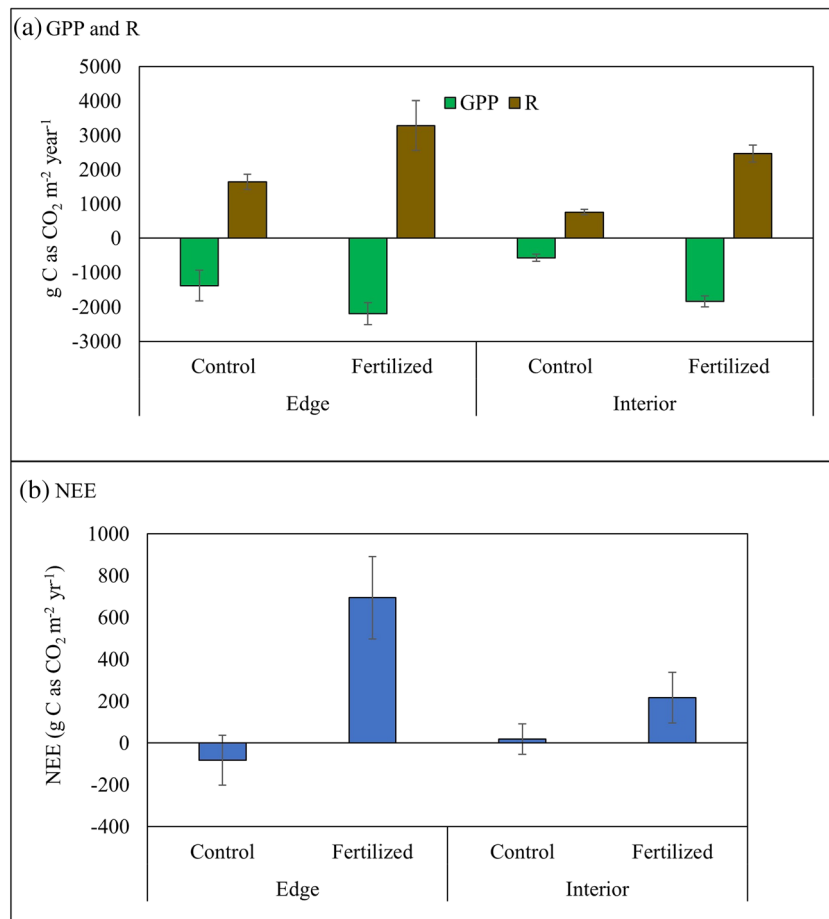 (a) GPP and R
5000
4000
3000
2000
1000
0
-1000
-2000
-3000
g C as CO₂ m⁻² year⁻¹
GPP R
Control Fertilized Control Fertilized
Edge Interior
(b) NEE
1000
800
600
400
200
0
-200
-400
NEE (g C as CO₂ m⁻² yr⁻¹)
Control Fertilized Control Fertilized
Edge Interior